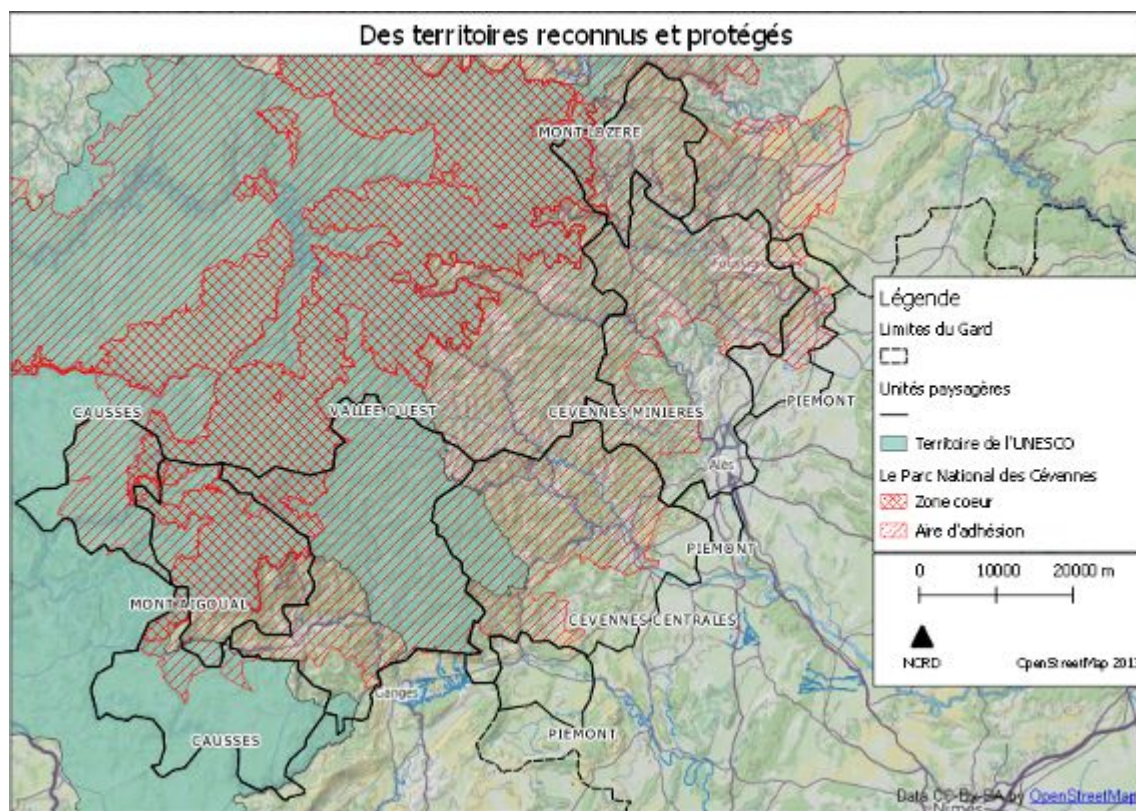 Des territoires reconnus et protégés
MONT LOZERE
CAUSSES
VALLEE OUEST
CEVENNES MINIERES
PIEMONT
Alès
PIEMONT
MONT AIGOUAL
CEVENNES CENTRALES
Ganges
CAUSSES
PIEMONT
Légende
Limites du Gard
Unités paysagères
Territoire de l'UNESCO
Le Parc National des Cévennes
Zone coeur
Aire d'adhésion
0 10000 20000 m
NORD OpenStreetMap 2017
Data CC-By-SA by OpenStreetMap